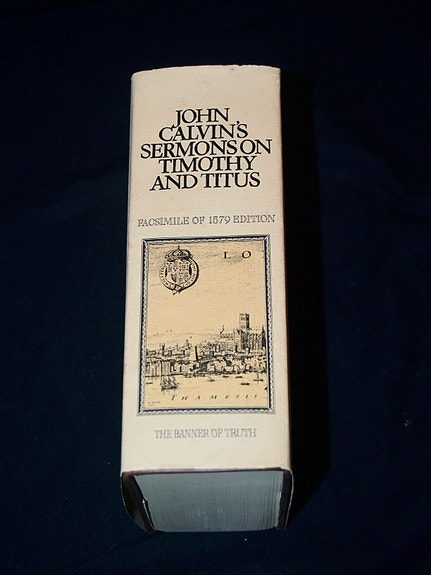 JOHN
CALVIN'S
SERMONS ON
TIMOTHY
AND TITUS
FACSIMILE OF 1579 EDITION
LO
THAMESIS
THE BANNER OF TRUTH